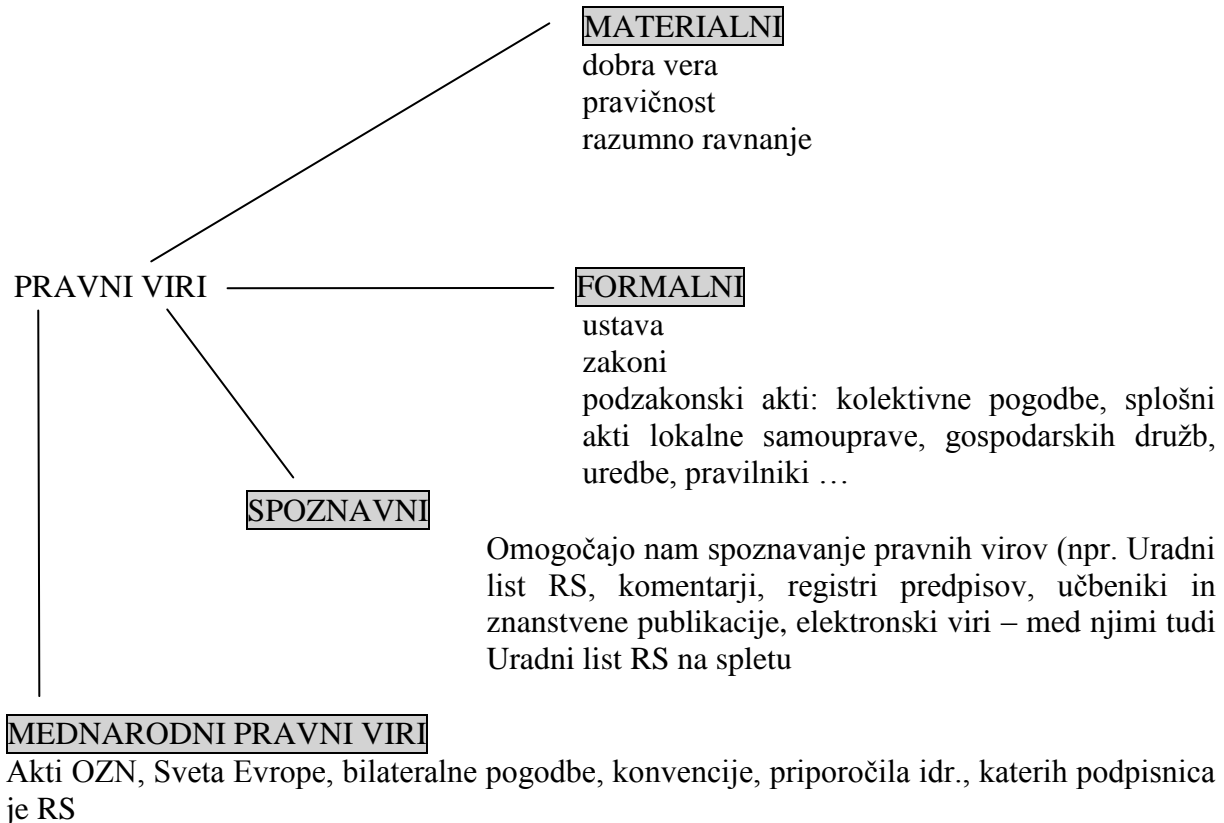 MATERIALNI
dobra vera
pravičnost
razumno ravnanje
PRAVNI VIRI
FORMALNI
ustava
zakoni
podzakonski akti: kolektivne pogodbe, splošni
akti lokalne samouprave, gospodarskih družb,
uredbe, pravilniki …
SPOZNAVNI
Omogočajo nam spoznavanje pravnih virov (npr. Uradni
list RS, komentarji, registri predpisov, učbeniki in
znanstvene publikacije, elektronski viri – med njimi tudi
Uradni list RS na spletu
MEDNARODNI PRAVNI VIRI
Akti OZN, Sveta Evrope, bilateralne pogodbe, konvencije, priporočila idr., katerih podpisnica
je RS